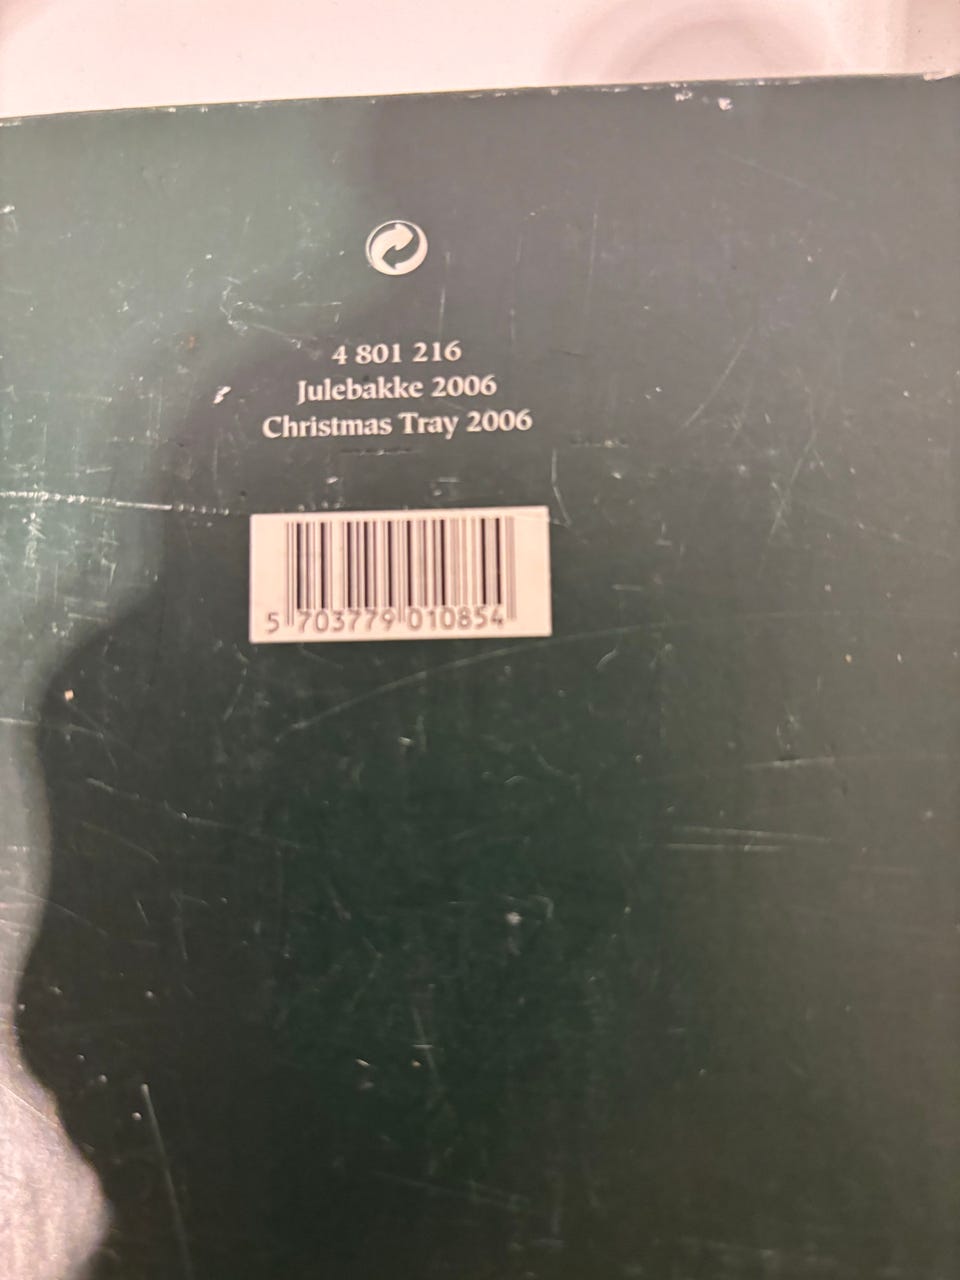 4 801 216
Julebakke 2006
Christmas Tray 2006
5 703779 010854